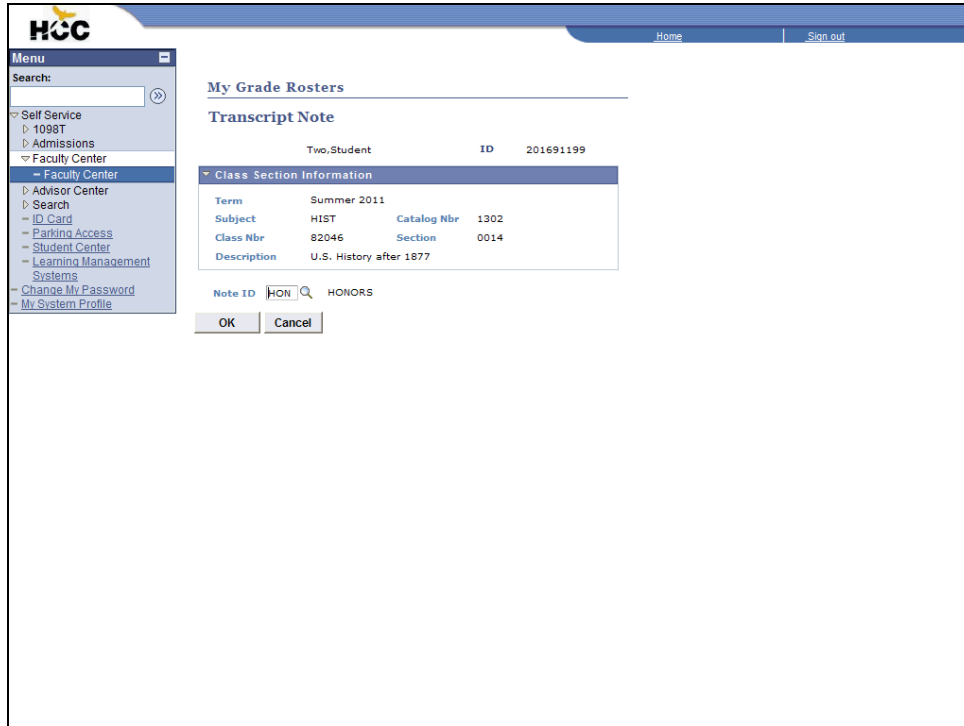 HCC
Home
Sign out
Menu
Search:
Self Service
1098T
Admissions
Faculty Center
Faculty Center
Advisor Center
Search
ID Card
Parking Access
Student Center
Learning Management
Systems
Change My Password
My System Profile
My Grade Rosters
Transcript Note
Two,Student ID 201691199
Class Section Information
Term Summer 2011
Subject HIST Catalog Nbr 1302
Class Nbr 82046 Section 0014
Description U.S. History after 1877
Note ID HON HONORS
OK Cancel